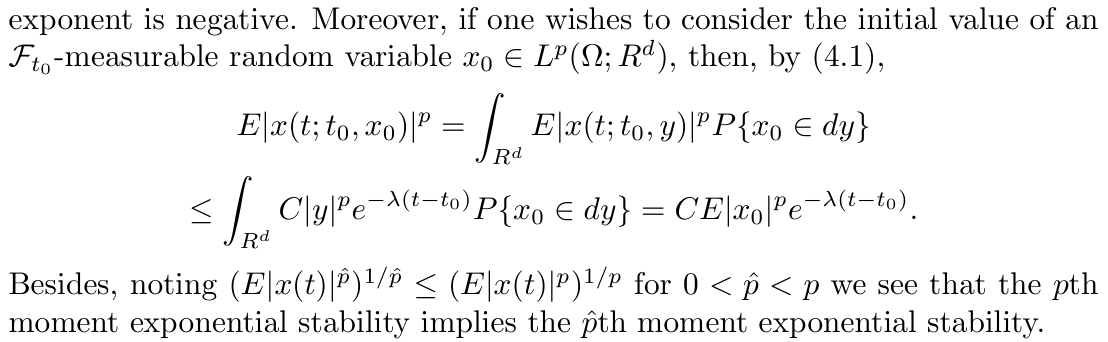 exponent is negative. Moreover, if one wishes to consider the initial value of an
$\mathcal{F}_{t_0}$-measurable random variable $x_0 \in L^p(\Omega; R^d)$, then, by (4.1),
$E|x(t; t_0, x_0)|^p = \int_{R^d} E|x(t; t_0, y)|^p P\{x_0 \in dy\}$
$\leq \int_{R^d} C|y|^p e^{-\lambda(t-t_0)} P\{x_0 \in dy\} = CE|x_0|^p e^{-\lambda(t-t_0)}.$
Besides, noting $(E|x(t)|^{\hat{p}})^{1/\hat{p}} \leq (E|x(t)|^p)^{1/p}$ for $0 < \hat{p} < p$ we see that the $p$th
moment exponential stability implies the $\hat{p}$th moment exponential stability.